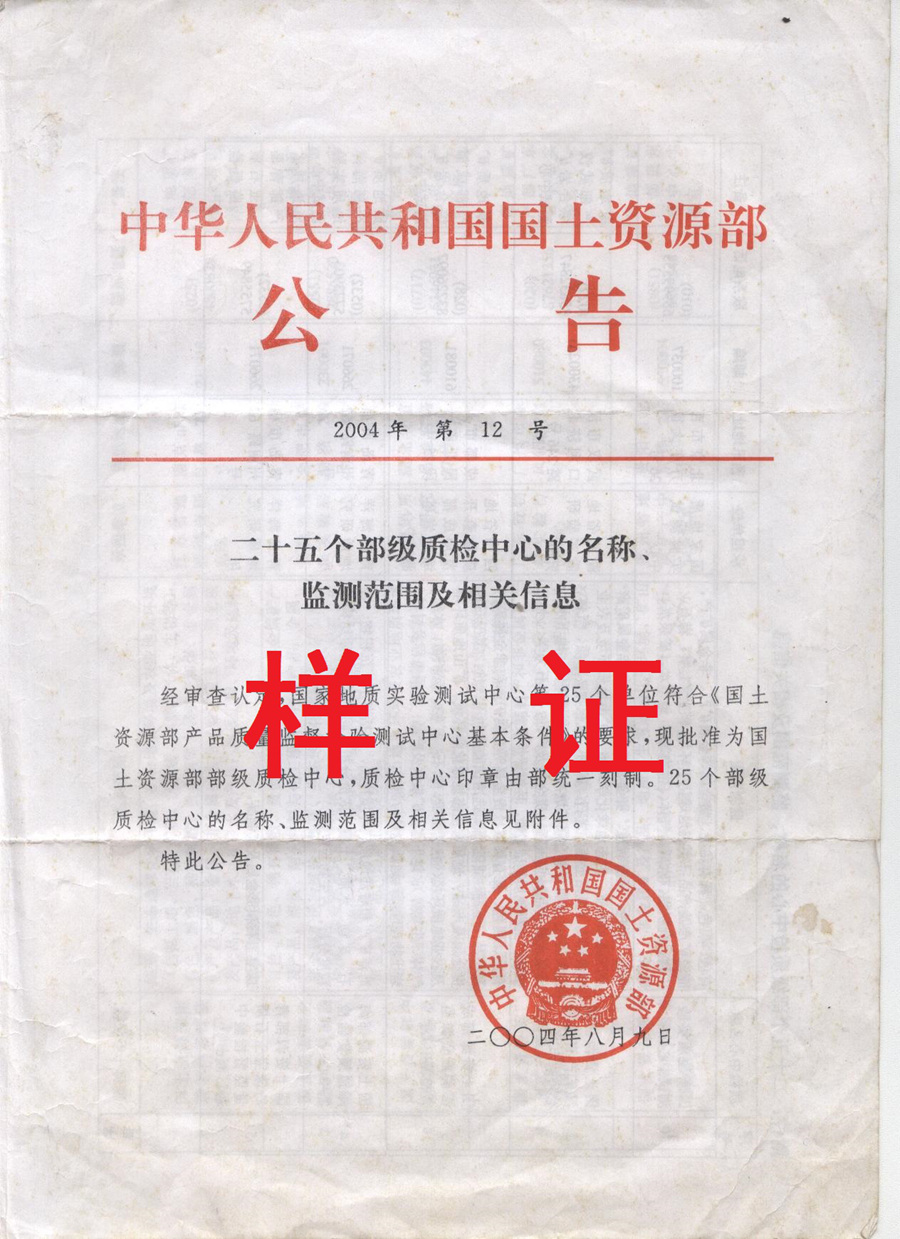 中华人民共和国国土资源部
公 告
2004 年 第 12 号
二十五个部级质检中心的名称、
监测范围及相关信息
样 证
经审查认定,国家地质实验测试中心等 25 个单位符合《国土
资源部产品质量监督检验测试中心基本条件》的要求,现批准为国
土资源部部级质检中心,质检中心印章由部统一刻制。25 个部级
质检中心的名称、监测范围及相关信息见附件。
特此公告。
中华人民共和国国土资源部
二〇〇四年八月九日